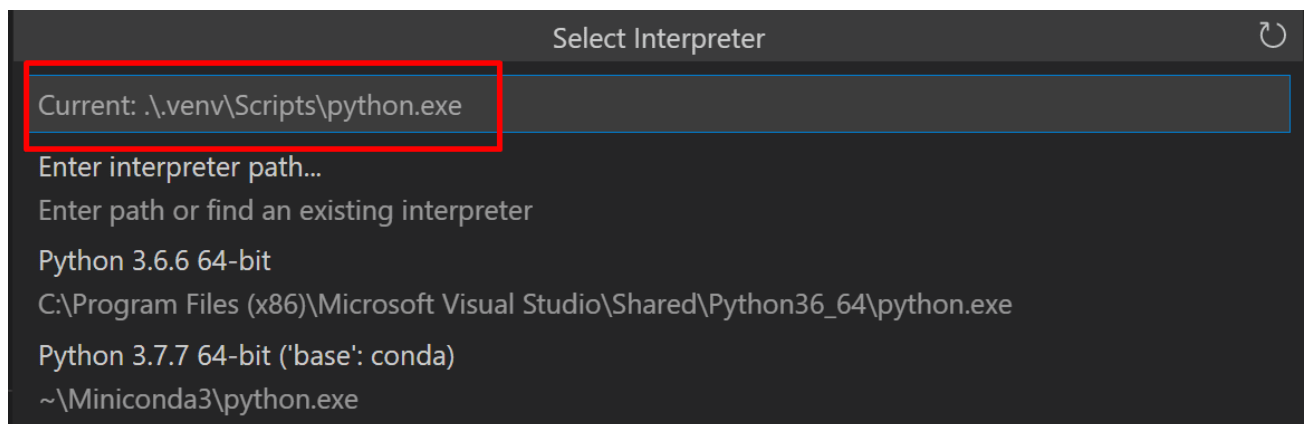 Select Interpreter
Current: .\.venv\Scripts\python.exe
Enter interpreter path...
Enter path or find an existing interpreter
Python 3.6.6 64-bit
C:\Program Files (x86)\Microsoft Visual Studio\Shared\Python36_64\python.exe
Python 3.7.7 64-bit ('base': conda)
~\Miniconda3\python.exe